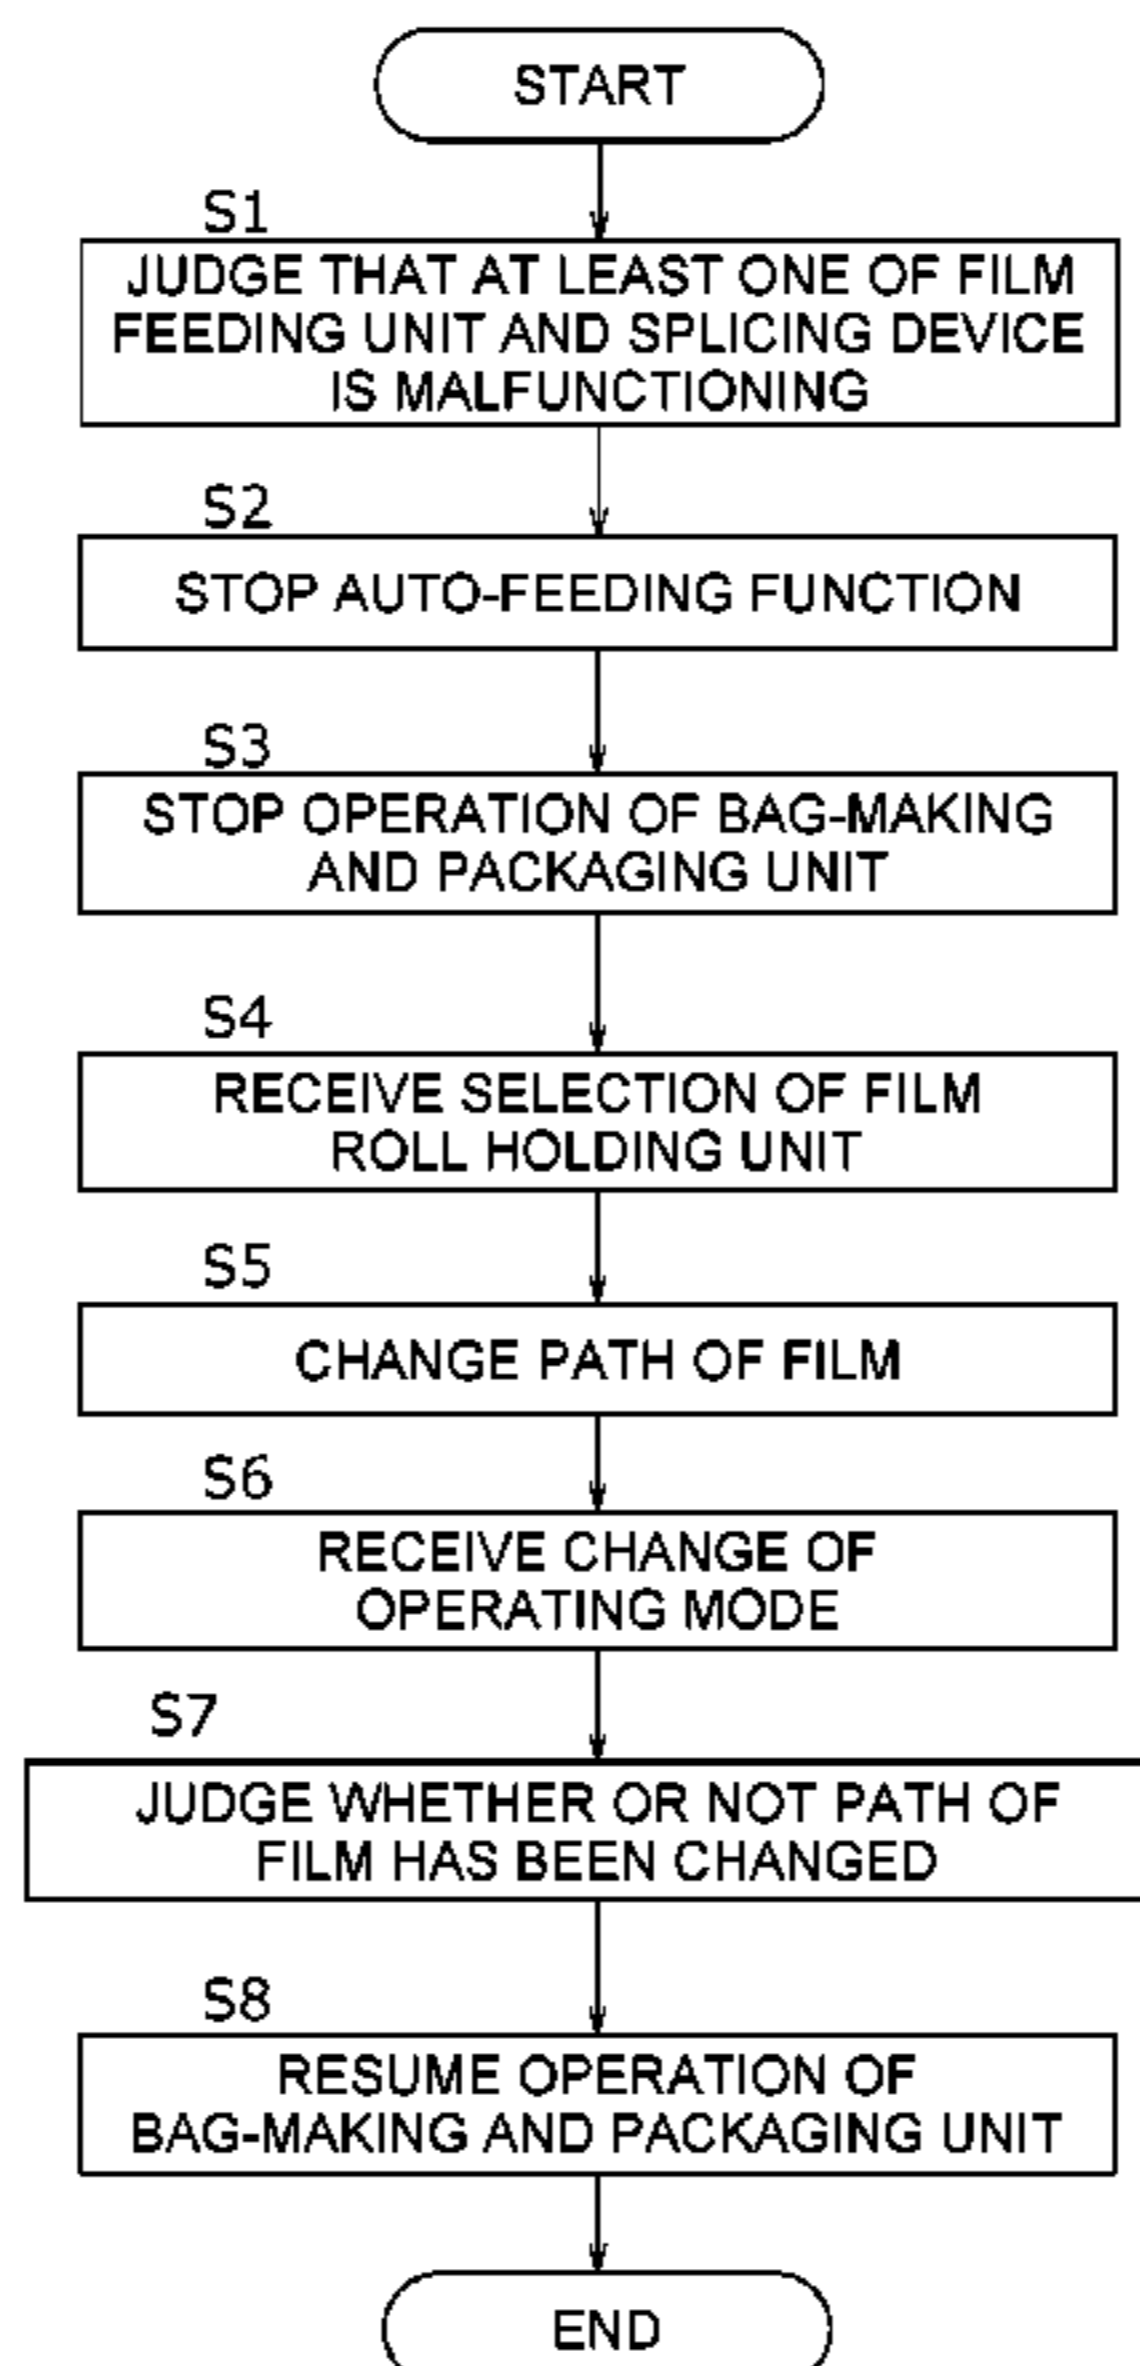 START
S1
JUDGE THAT AT LEAST ONE OF FILM
FEEDING UNIT AND SPLICING DEVICE
IS MALFUNCTIONING
S2
STOP AUTO-FEEDING FUNCTION
S3
STOP OPERATION OF BAG-MAKING
AND PACKAGING UNIT
S4
RECEIVE SELECTION OF FILM
ROLL HOLDING UNIT
S5
CHANGE PATH OF FILM
S6
RECEIVE CHANGE OF
OPERATING MODE
S7
JUDGE WHETHER OR NOT PATH OF
FILM HAS BEEN CHANGED
S8
RESUME OPERATION OF
BAG-MAKING AND PACKAGING UNIT
END